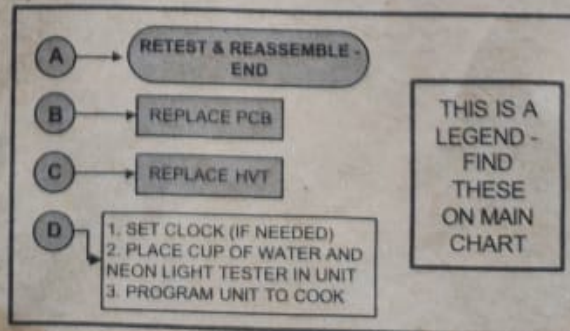 A
RETEST & REASSEMBLE -
END
B
REPLACE PCB
C
REPLACE HVT
D
1. SET CLOCK (IF NEEDED)
2. PLACE CUP OF WATER AND
NEON LIGHT TESTER IN UNIT
3. PROGRAM UNIT TO COOK
THIS IS A
LEGEND -
FIND
THESE
ON MAIN
CHART